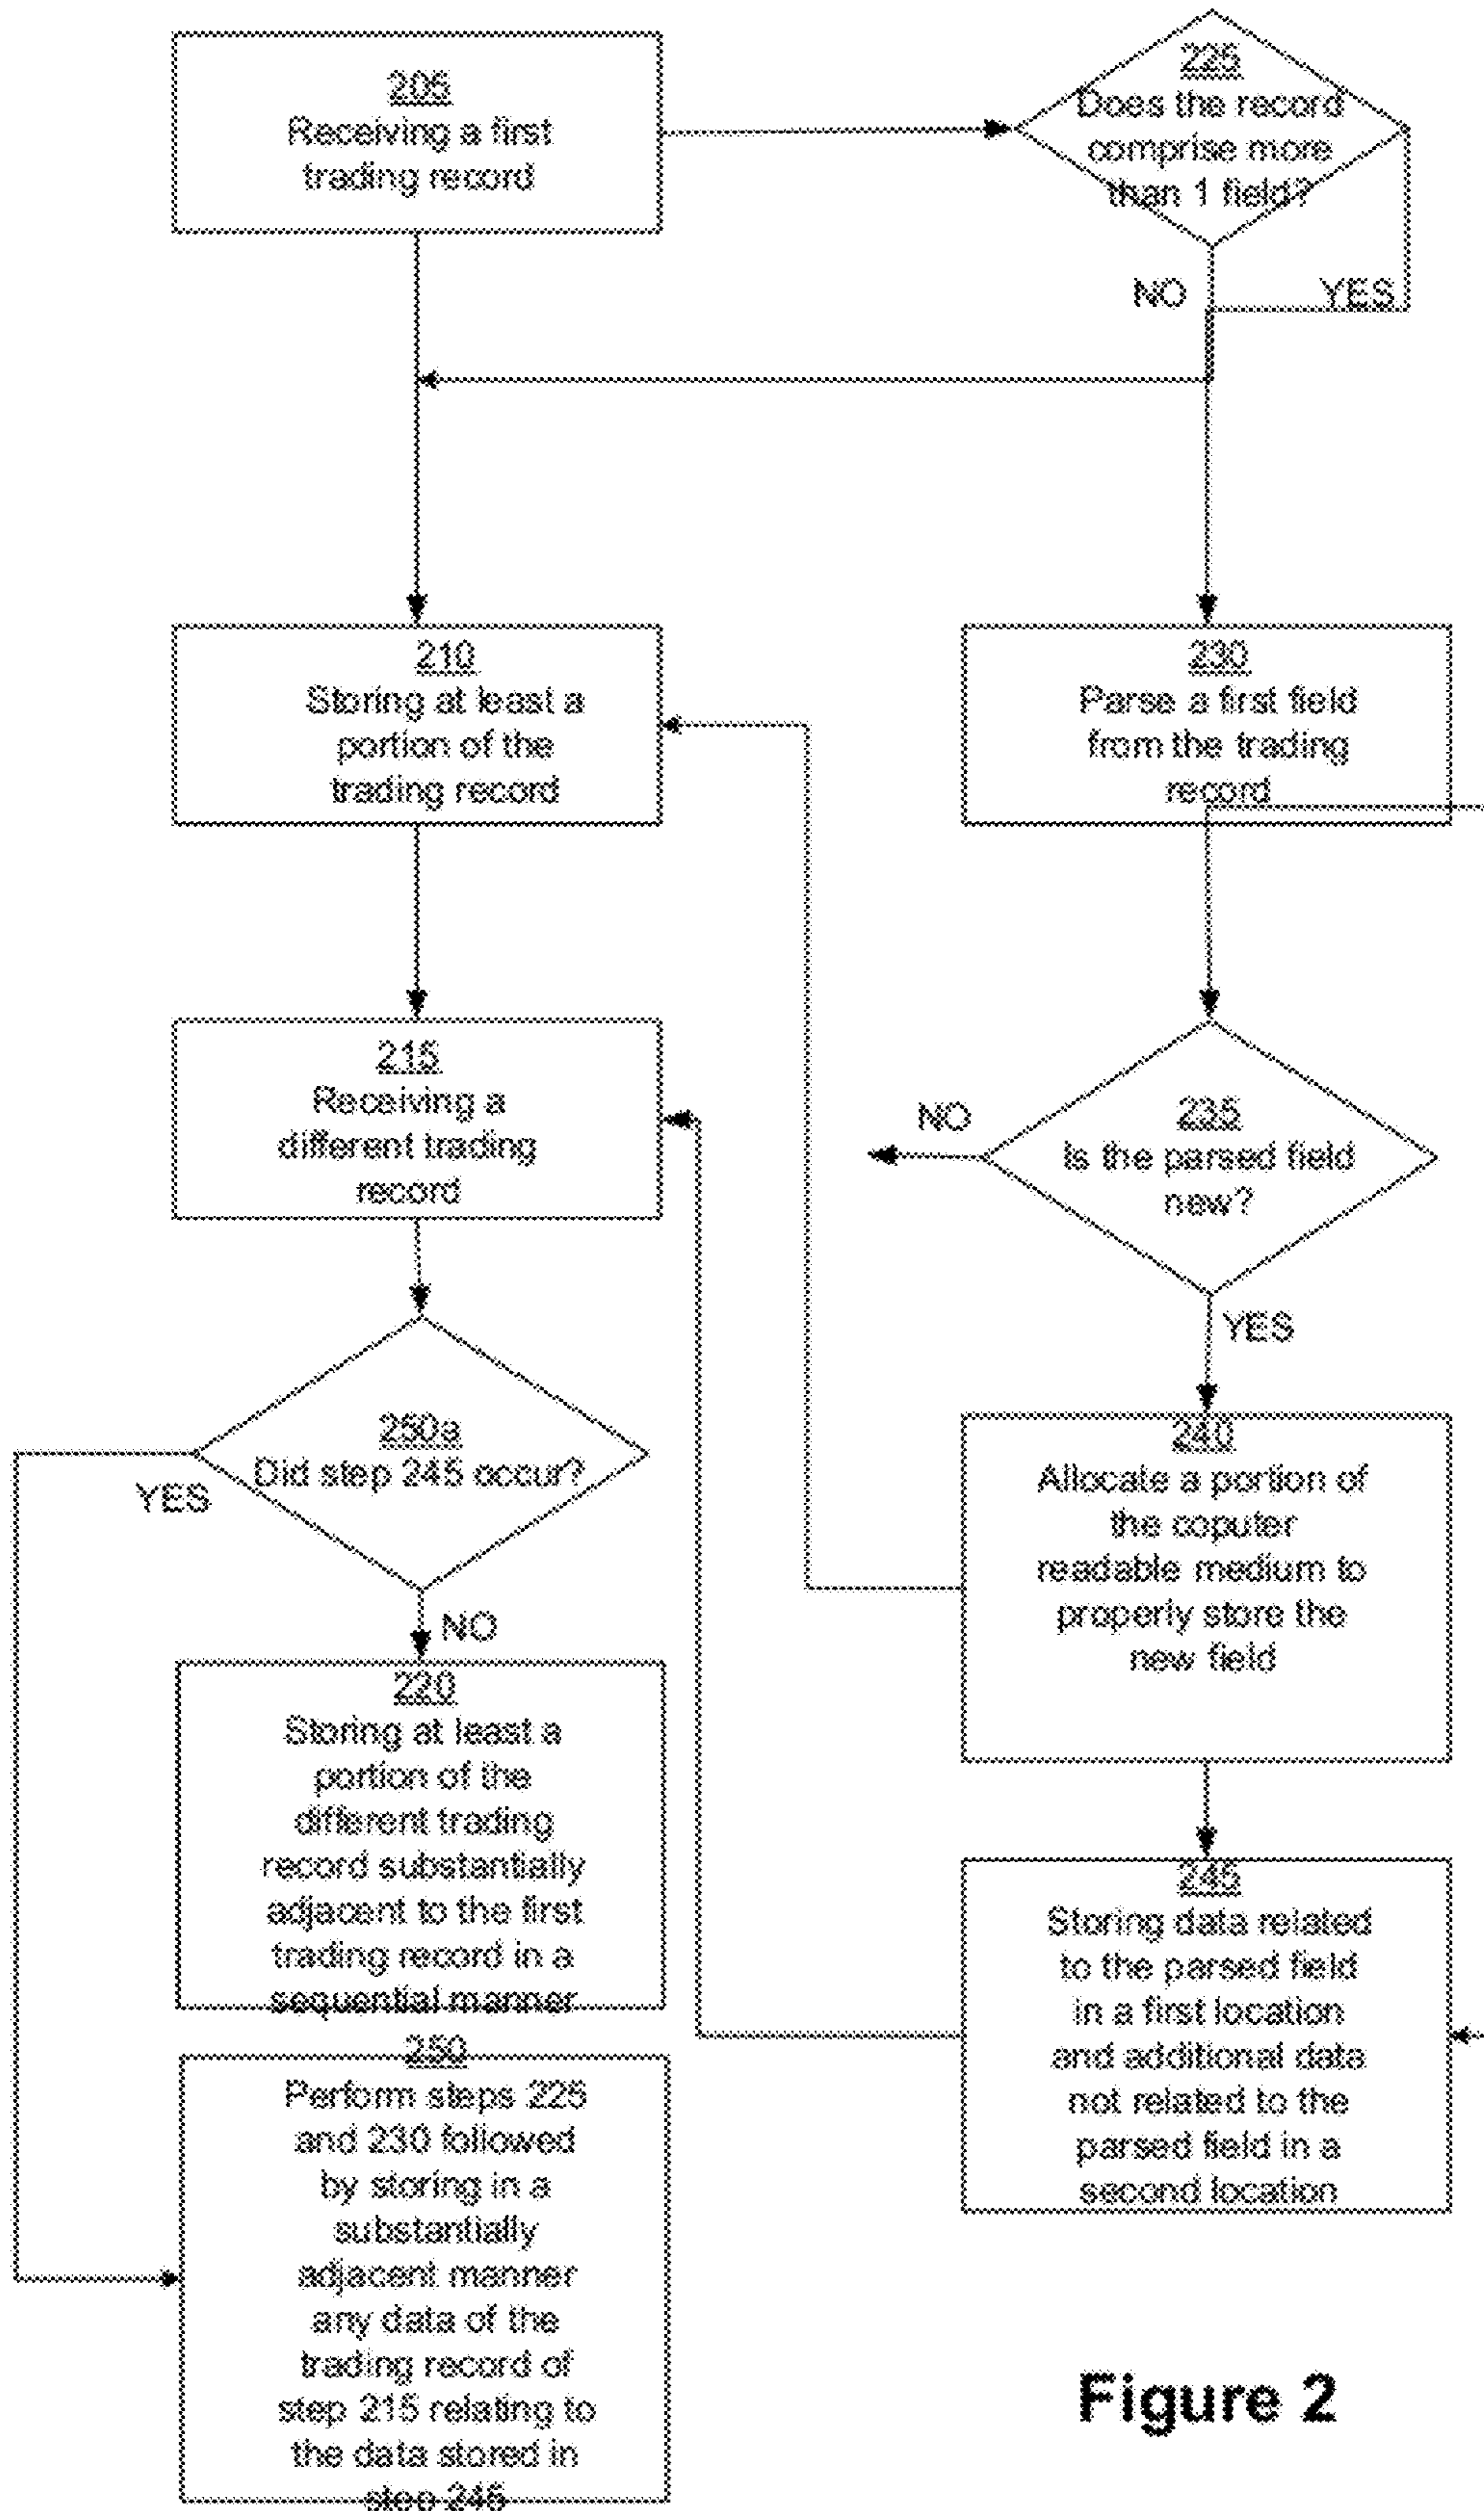 205
Receiving a first
trading record
225
Does the record
comprise more
than 1 field?
NO
YES
210
Storing at least a
portion of the
trading record
230
Parse a first field
from the trading
record
215
Receiving a
different trading
record
NO
235
Is the parsed field
new?
YES
250a
Did step 245 occur?
YES
NO
240
Allocate a portion of
the coputer
readable medium to
properly store the
new field
220
Storing at least a
portion of the
different trading
record substantially
adjacent to the first
trading record in a
sequential manner
245
Storing data related
to the parsed field
in a first location
and additional data
not related to the
parsed field in a
second location
250
Perform steps 225
and 230 followed
by storing in a
substantially
adjacent manner
any data of the
trading record of
step 215 relating to
the data stored in
step 245
Figure 2